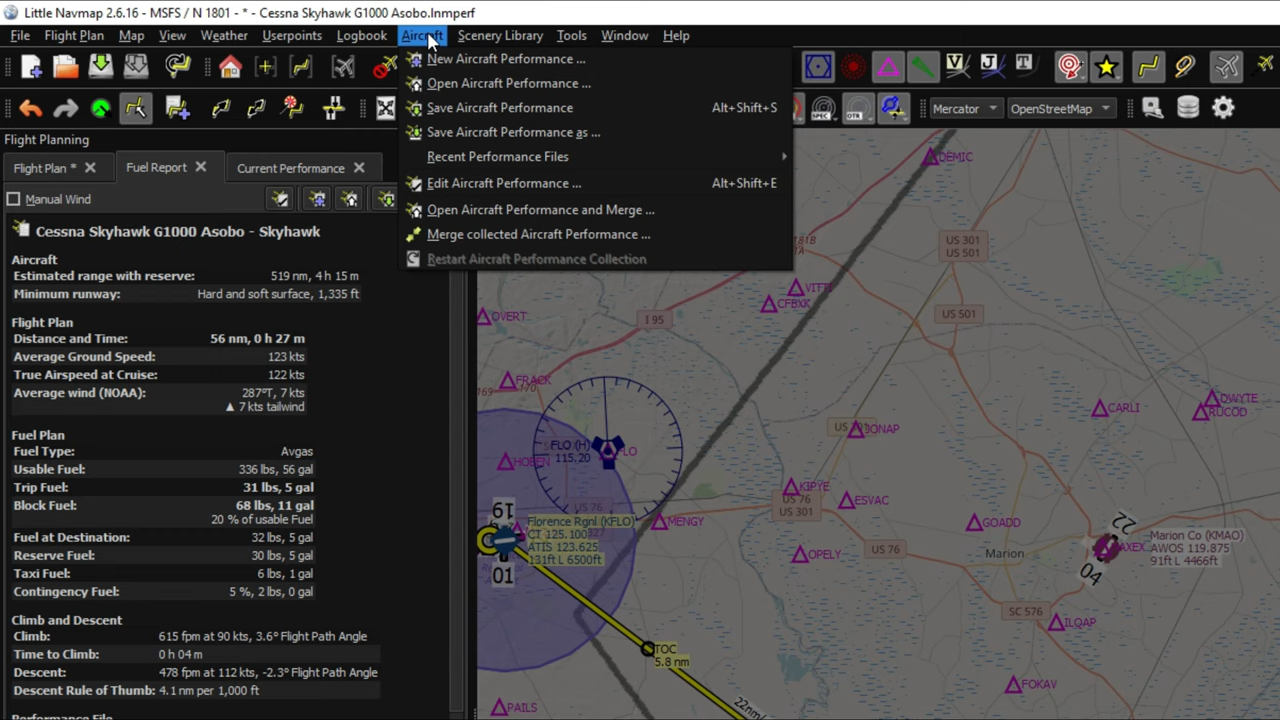 Little Navmap 2.6.16 - MSFS / N 1801 - * - Cessna Skyhawk G1000 Asobo.lnmperf
File Flight Plan Map View Weather Userpoints Logbook Aircraft Scenery Library Tools Window Help
New Aircraft Performance ...
Open Aircraft Performance ...
Save Aircraft Performance Alt+Shift+S
Save Aircraft Performance as ...
Recent Performance Files
Edit Aircraft Performance ... Alt+Shift+E
Open Aircraft Performance and Merge ...
Merge collected Aircraft Performance ...
Restart Aircraft Performance Collection
V J T
SPEC OTR Mercator OpenStreetMap
Flight Planning
Flight Plan * Fuel Report Current Performance
Manual Wind
Cessna Skyhawk G1000 Asobo - Skyhawk
Aircraft
Estimated range with reserve: 519 nm, 4 h 15 m
Minimum runway: Hard and soft surface, 1,335 ft
Flight Plan
Distance and Time: 56 nm, 0 h 27 m
Average Ground Speed: 123 kts
True Airspeed at Cruise: 122 kts
Average wind (NOAA): 287°T, 7 kts
▲ 7 kts tailwind
Fuel Plan
Fuel Type: Avgas
Usable Fuel: 336 lbs, 56 gal
Trip Fuel: 31 lbs, 5 gal
Block Fuel: 68 lbs, 11 gal
20 % of usable Fuel
Fuel at Destination: 32 lbs, 5 gal
Reserve Fuel: 30 lbs, 5 gal
Taxi Fuel: 6 lbs, 1 gal
Contingency Fuel: 5 %, 2 lbs, 0 gal
Climb and Descent
Climb: 615 fpm at 90 kts, 3.6° Flight Path Angle
Time to Climb: 0 h 04 m
Descent: 478 fpm at 112 kts, -2.3° Flight Path Angle
Descent Rule of Thumb: 4.1 nm per 1,000 ft
Performance File
DEMIC
US 301
US 501
VITTI
CFBXK
OVERT
I 95
US 501
FRACK
DWYTE
RUCOD
CARLI
JONAP
FLO (H)
115.20
FLO
HOBEN
KIPYE
US 76
US 301
ESVAC
MENGY
GOADD
22
19
Florence Rgnl (KFLO)
CT 125.100
ATIS 123.625
131ft L 6500ft
01
OPELY
US 76
Marion
AXEX
04
Marion Co (KMAO)
AWOS 119.875
91ft L 4466ft
SC 576
ILQAP
TOC
5.8 nm
FOKAV
PAILS